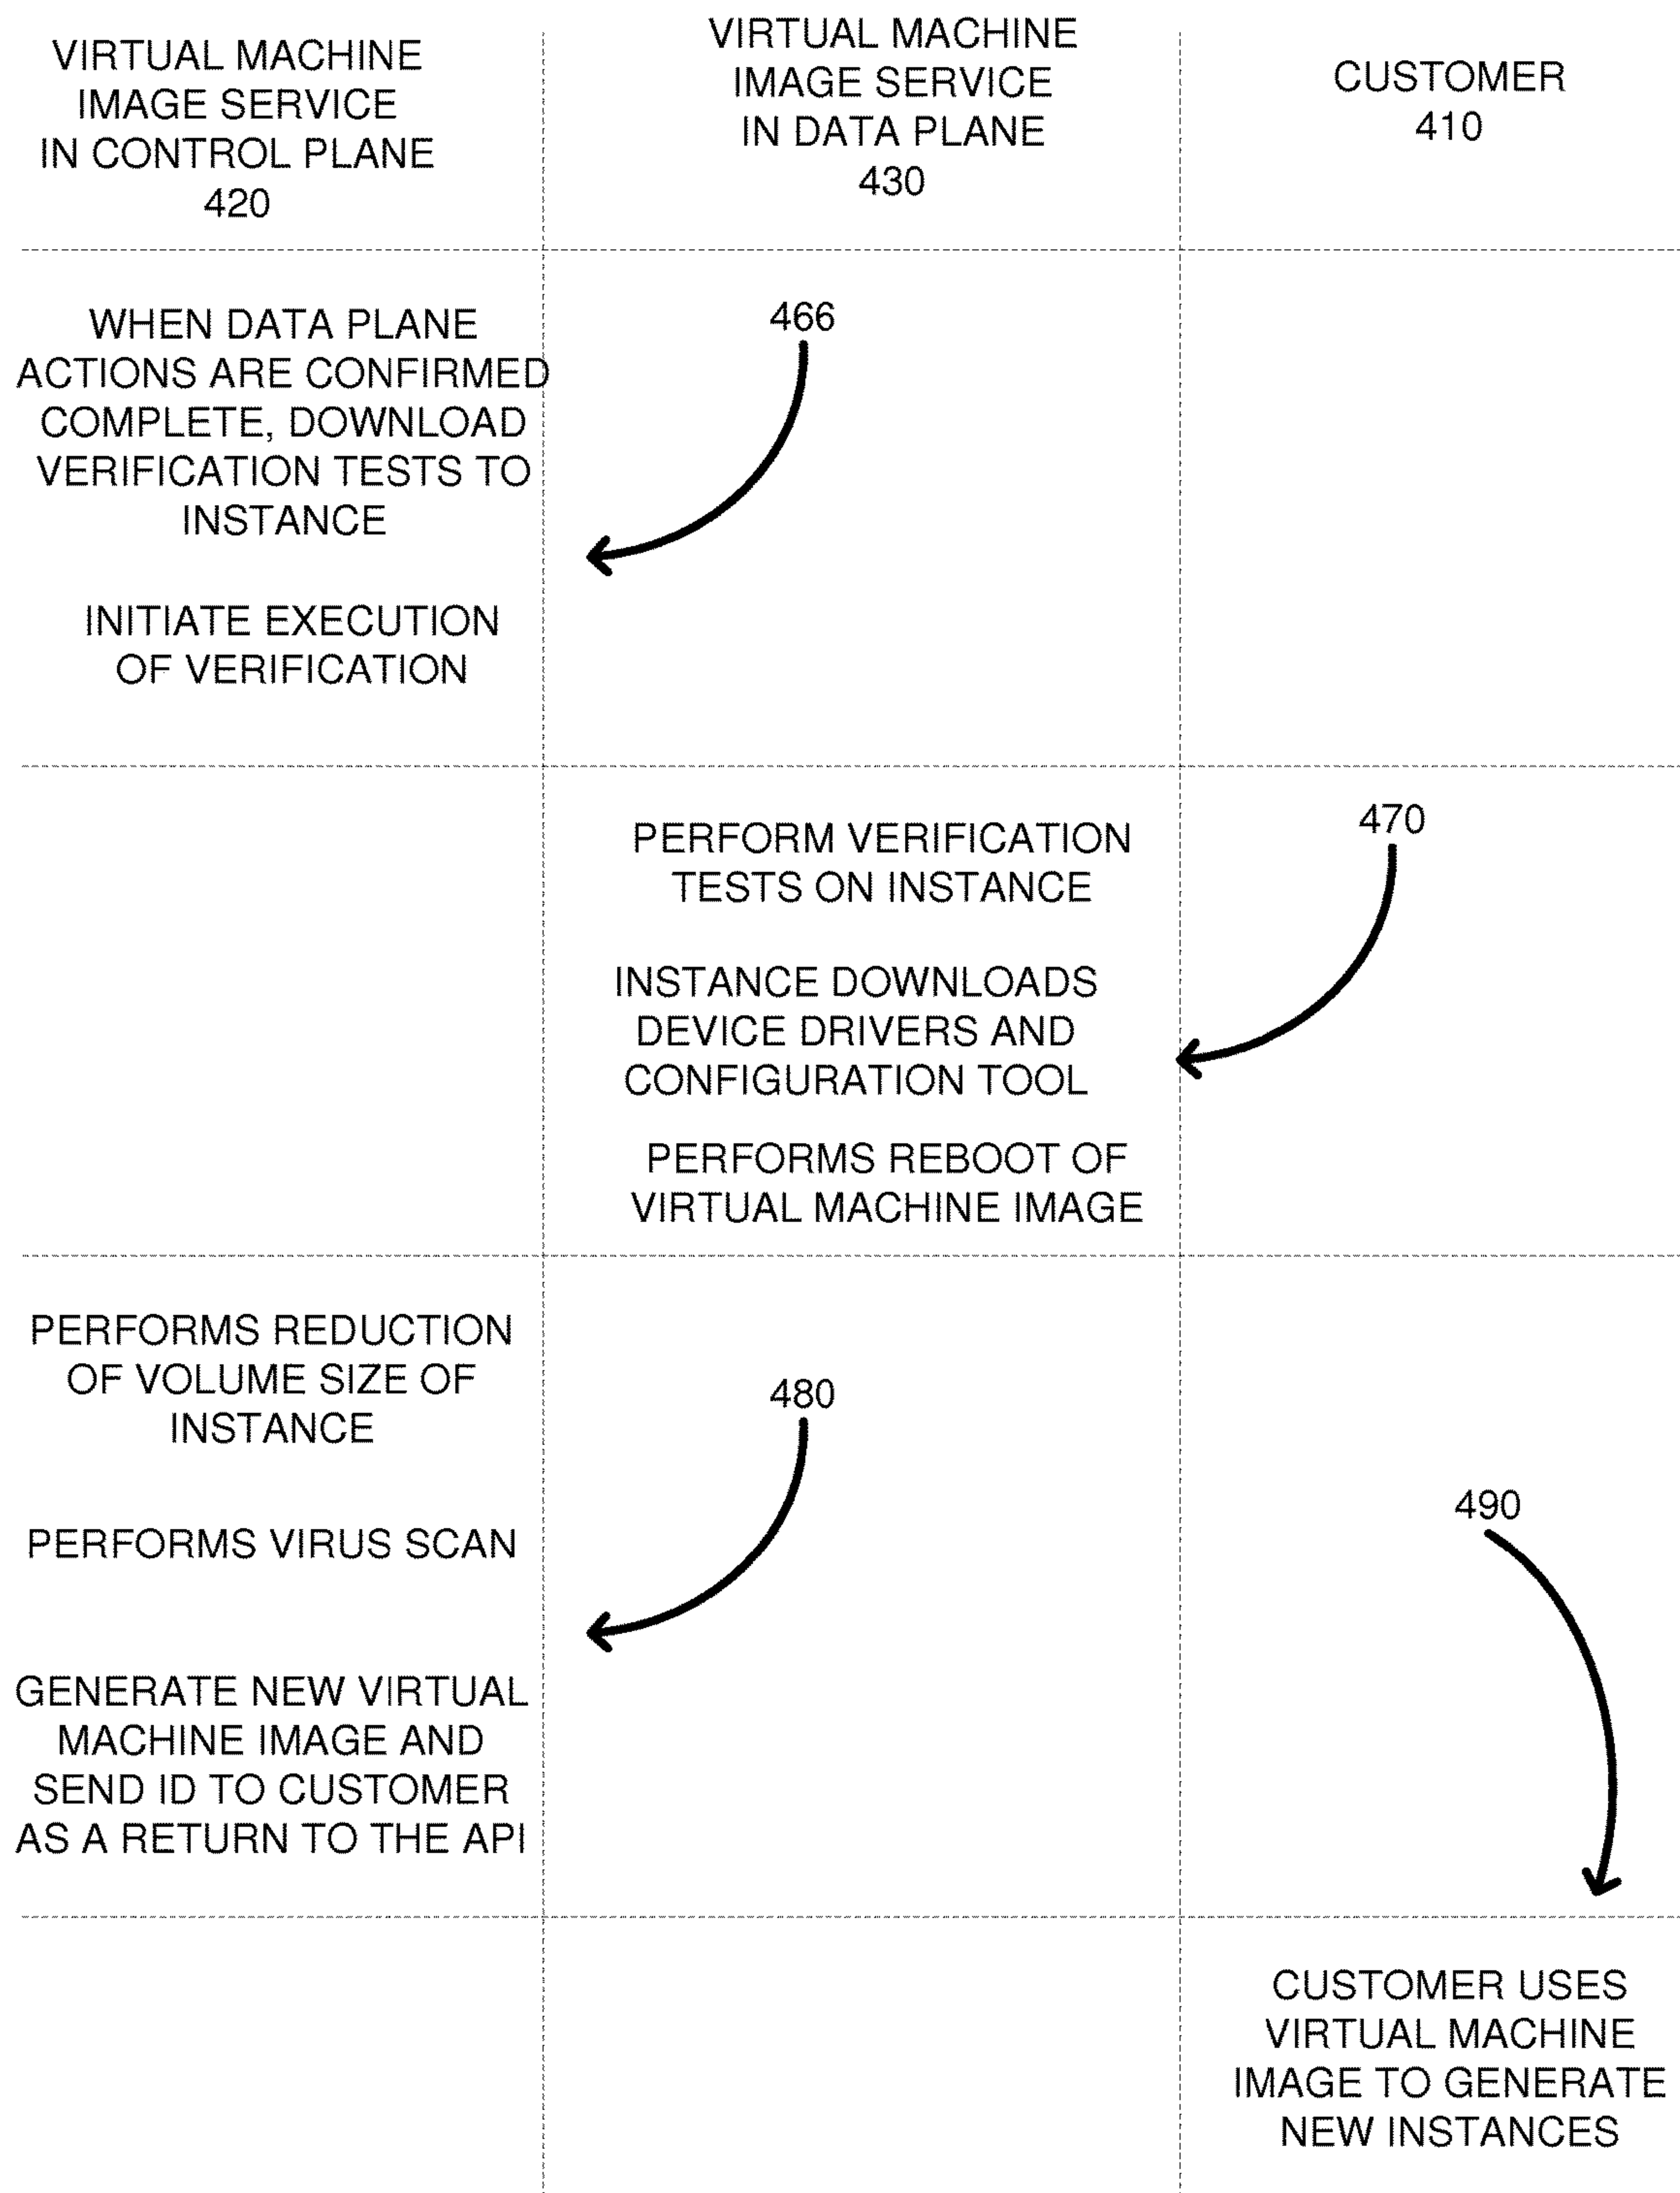 VIRTUAL MACHINE
IMAGE SERVICE
IN CONTROL PLANE
420
VIRTUAL MACHINE
IMAGE SERVICE
IN DATA PLANE
430
CUSTOMER
410
WHEN DATA PLANE
ACTIONS ARE CONFIRMED
COMPLETE, DOWNLOAD
VERIFICATION TESTS TO
INSTANCE
INITIATE EXECUTION
OF VERIFICATION
466
PERFORM VERIFICATION
TESTS ON INSTANCE
INSTANCE DOWNLOADS
DEVICE DRIVERS AND
CONFIGURATION TOOL
PERFORMS REBOOT OF
VIRTUAL MACHINE IMAGE
470
PERFORMS REDUCTION
OF VOLUME SIZE OF
INSTANCE
PERFORMS VIRUS SCAN
GENERATE NEW VIRTUAL
MACHINE IMAGE AND
SEND ID TO CUSTOMER
AS A RETURN TO THE API
480
490
CUSTOMER USES
VIRTUAL MACHINE
IMAGE TO GENERATE
NEW INSTANCES